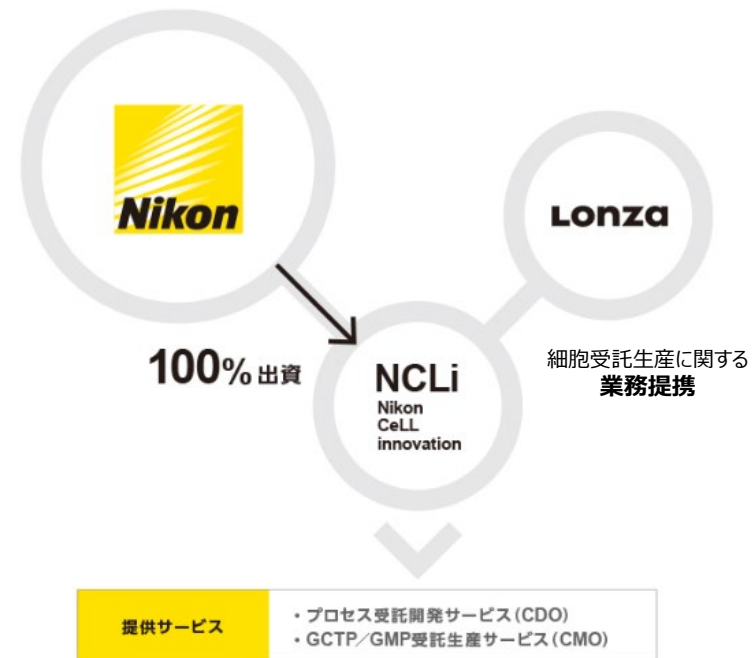 Nikon
Lonza
100%出資
NCLi
Nikon
CeLL
innovation
細胞受託生産に関する
業務提携
提供サービス
・プロセス受託開発サービス(CDO)
・GCTP/GMP受託生産サービス(CMO)